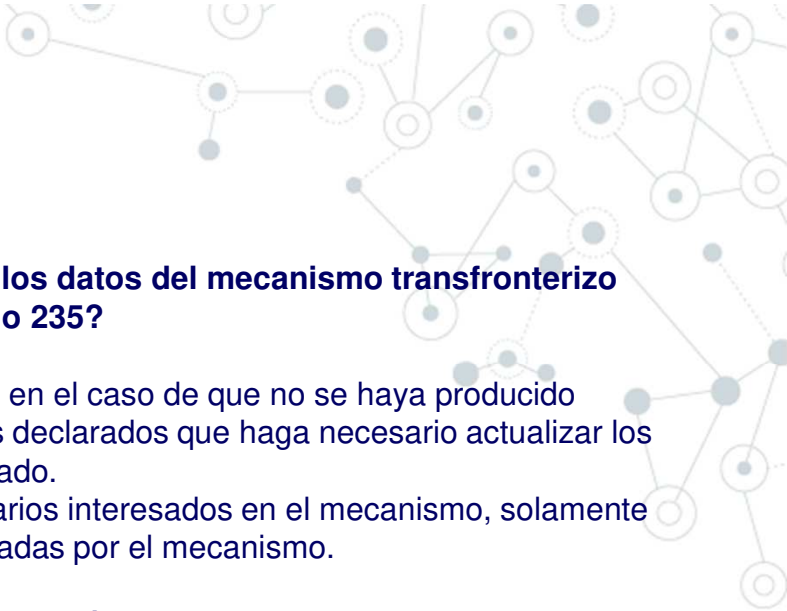 los datos del mecanismo transfronterizo
o 235?
en el caso de que no se haya producido
s declarados que haga necesario actualizar los
ado.
arios interesados en el mecanismo, solamente
adas por el mecanismo.